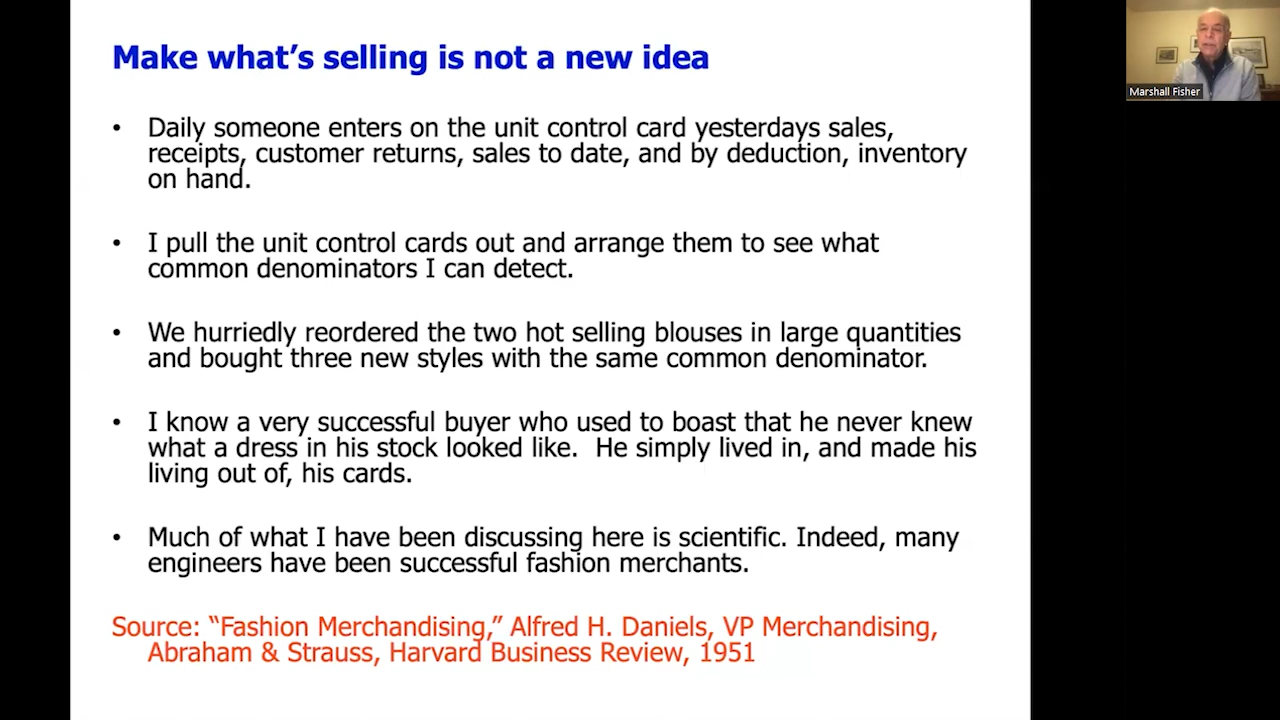 Make what's selling is not a new idea
• Daily someone enters on the unit control card yesterdays sales,
receipts, customer returns, sales to date, and by deduction, inventory
on hand.
• I pull the unit control cards out and arrange them to see what
common denominators I can detect.
• We hurriedly reordered the two hot selling blouses in large quantities
and bought three new styles with the same common denominator.
• I know a very successful buyer who used to boast that he never knew
what a dress in his stock looked like.  He simply lived in, and made his
living out of, his cards.
• Much of what I have been discussing here is scientific. Indeed, many
engineers have been successful fashion merchants.
Source: “Fashion Merchandising,” Alfred H. Daniels, VP Merchandising,
Abraham & Strauss, Harvard Business Review, 1951
Marshall Fisher